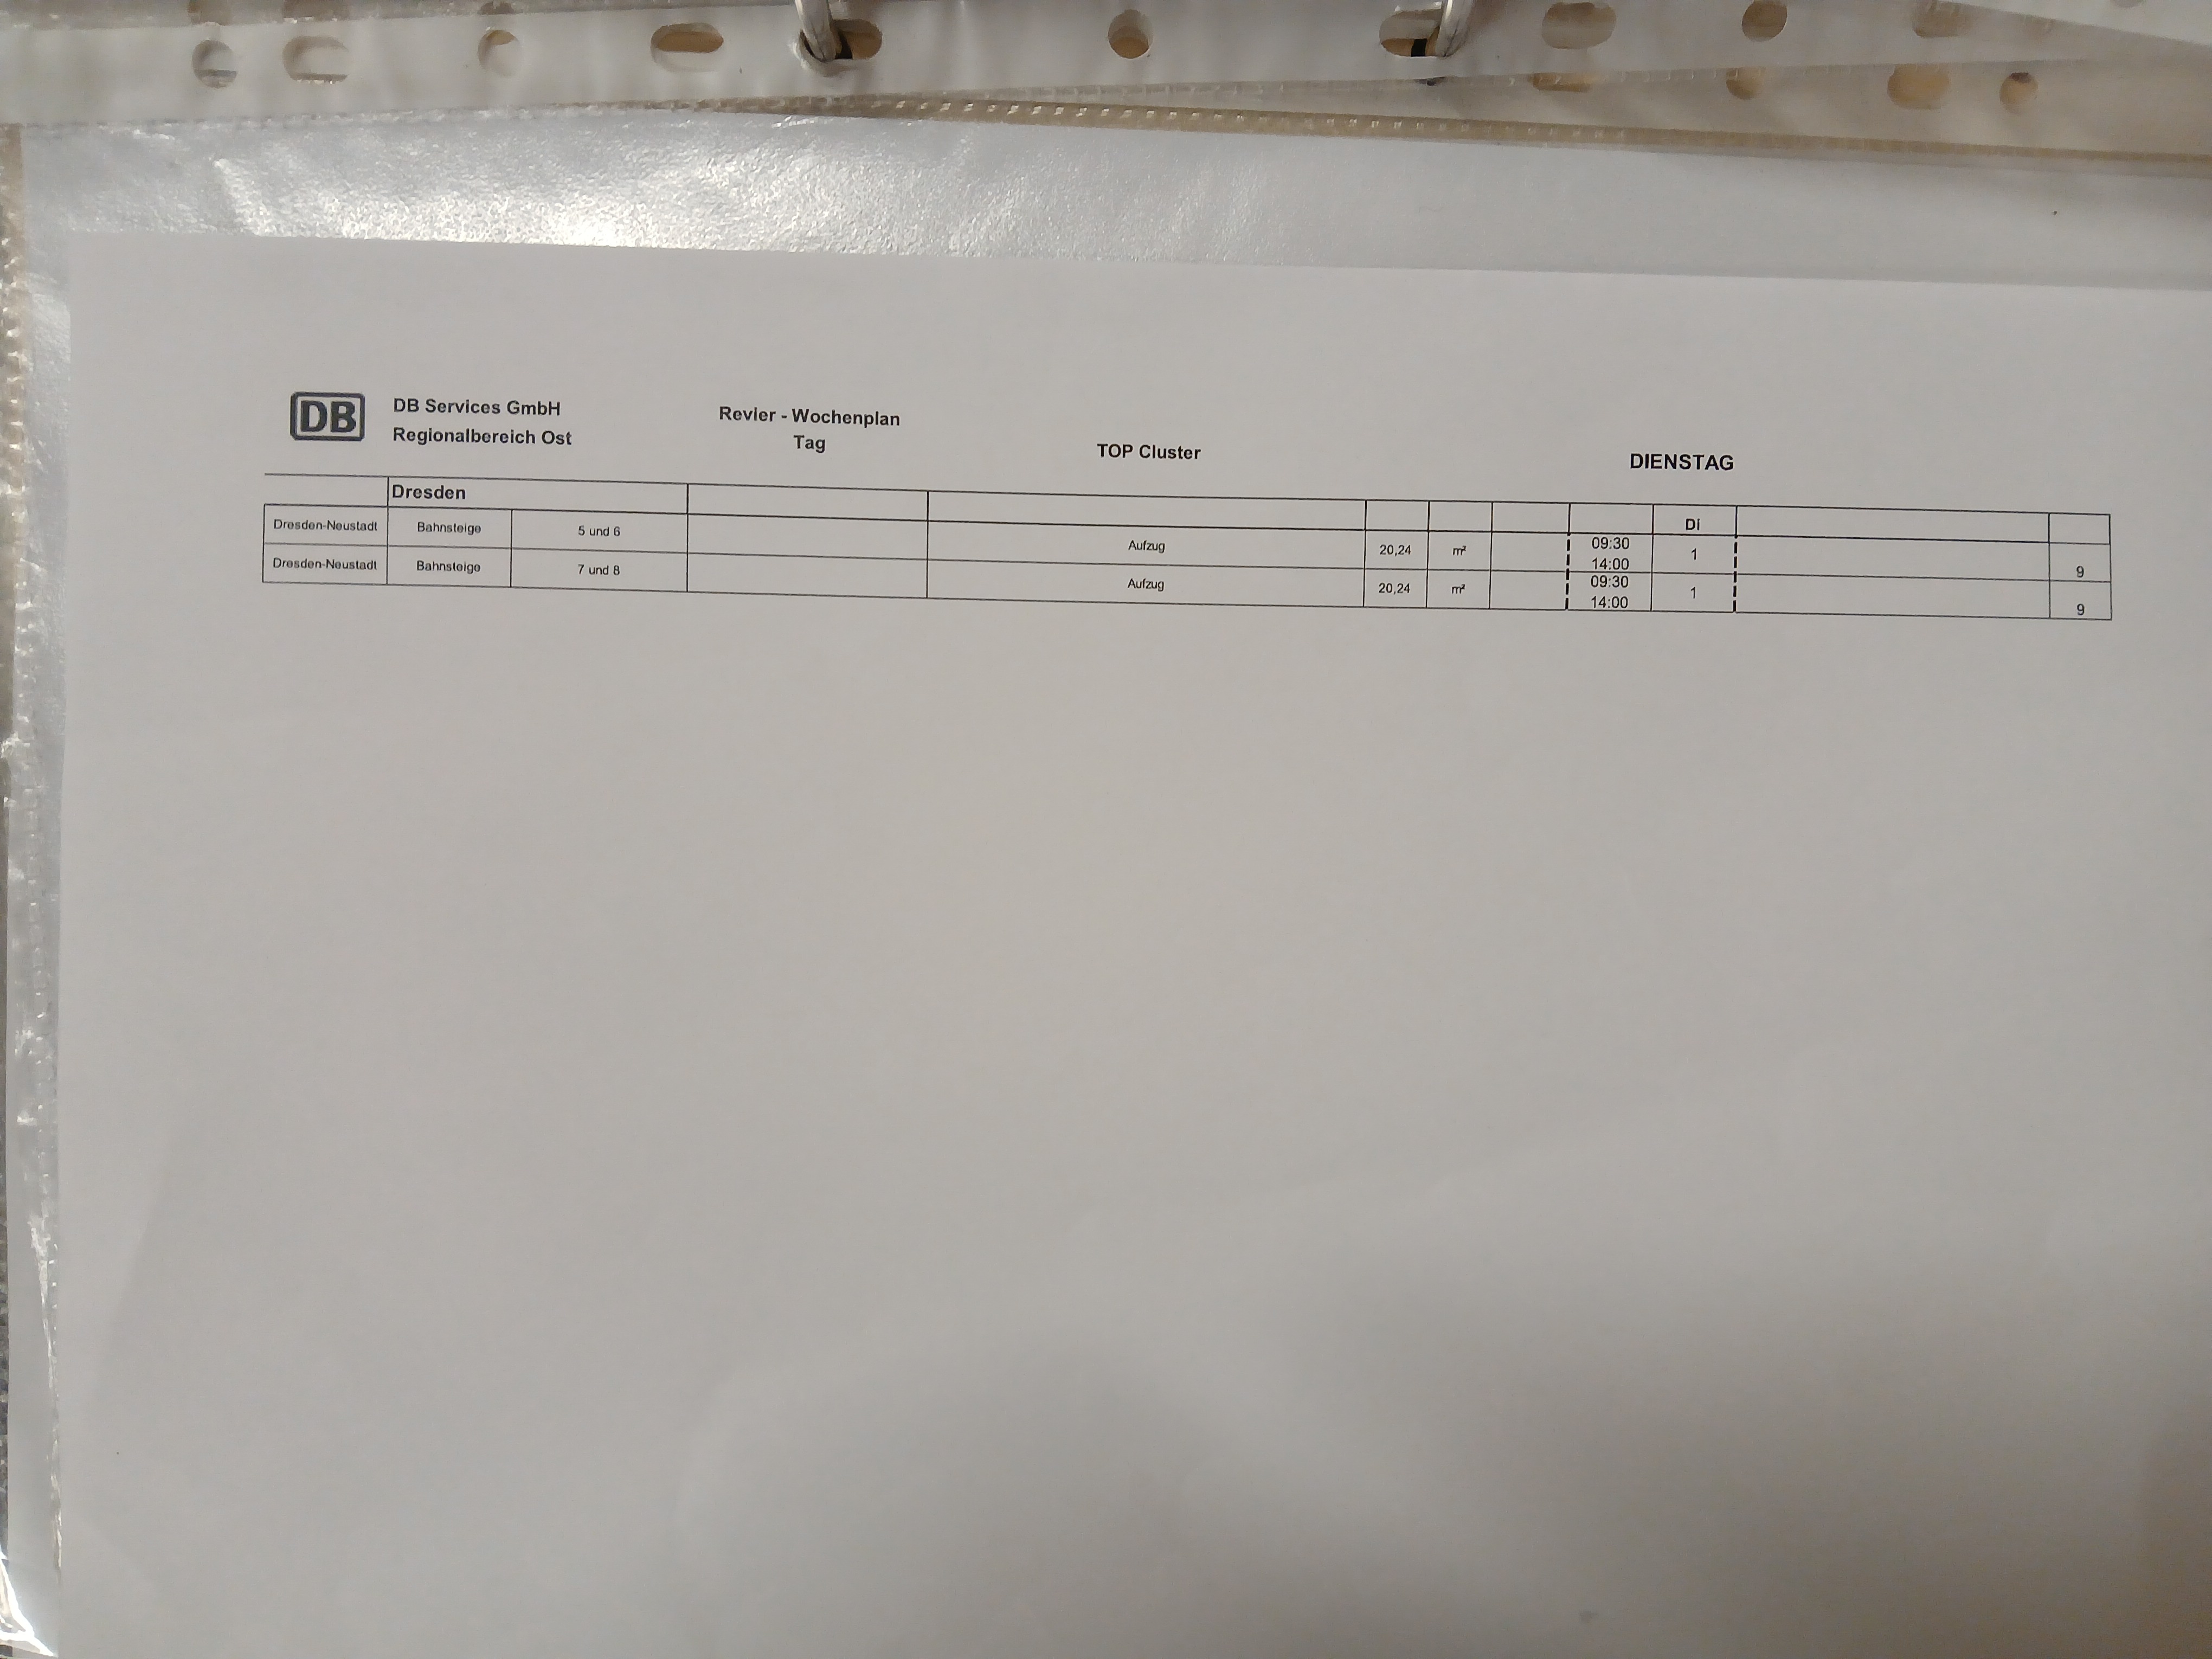 DB
DB Services GmbH
Regionalbereich Ost
Revier - Wochenplan
Tag
TOP Cluster
DIENSTAG
Dresden
Di
Dresden-Neustadt Bahnsteige 5 und 6 Aufzug 20,24 m² 09:30 14:00 1 9
Dresden-Neustadt Bahnsteige 7 und 8 Aufzug 20,24 m² 09:30 14:00 1 9